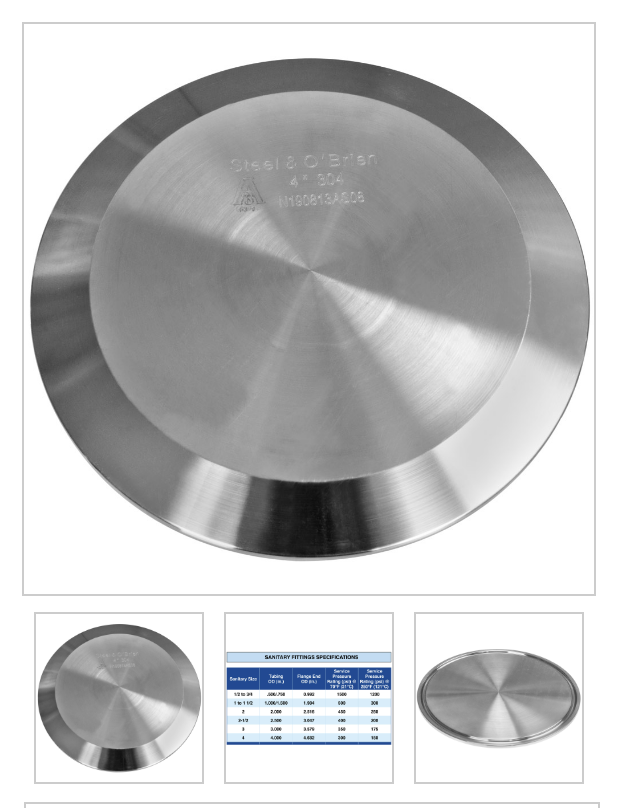 Steel & O'Brien
4" 304
N190813AS08
SANITARY FITTINGS SPECIFICATIONS
Sanitary Size Tubing OD (in.) Flange End OD (in.) Service Pressure Rating (psi) @ 70°F (21°C) Service Pressure Rating (psi) @ 250°F (121°C)
1/2 to 3/4 .500/.750 0.992 1500 1200
1 to 1 1/2 1.000/1.500 1.984 500 300
2 2.000 2.516 450 250
2-1/2 2.500 3.047 400 200
3 3.000 3.579 350 175
4 4.000 4.682 300 150